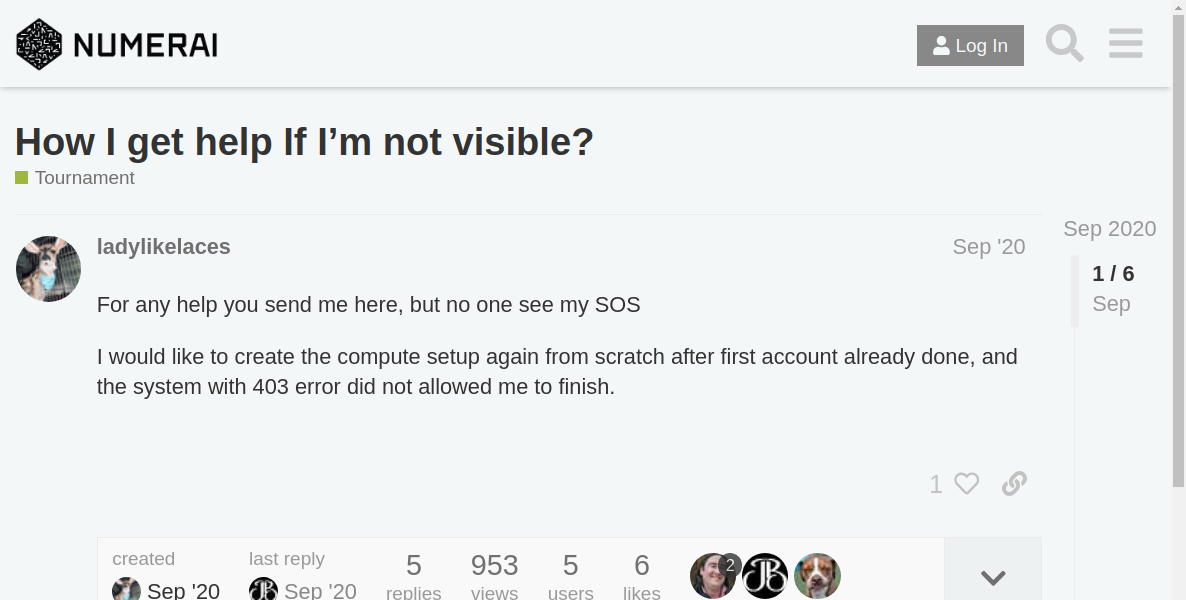 NUMERAI
Log In
How I get help If I’m not visible?
Tournament
Sep 2020
ladylikelaces
Sep '20
1 / 6
Sep
For any help you send me here, but no one see my SOS
I would like to create the compute setup again from scratch after first account already done, and
the system with 403 error did not allowed me to finish.
1
created
last reply
5
953
5
6
2
Sep '20
Sep '20
replies
views
users
likes